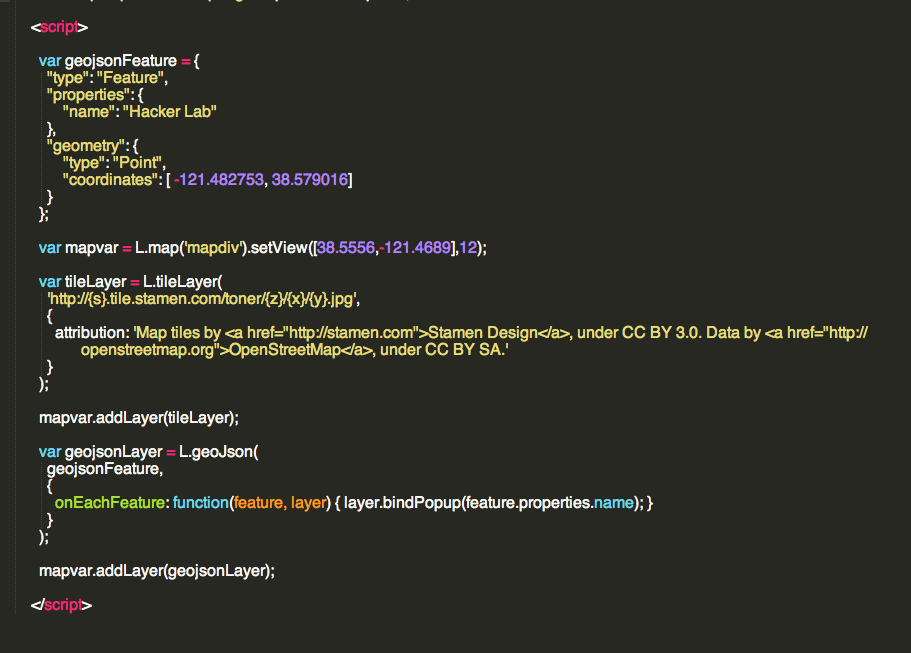 <script>
var geojsonFeature = {
"type": "Feature",
"properties": {
"name": "Hacker Lab"
},
"geometry": {
"type": "Point",
"coordinates": [ -121.482753, 38.579016]
}
};
var mapvar = L.map('mapdiv').setView([38.5556,-121.4689],12);
var tileLayer = L.tileLayer(
'http://{s}.tile.stamen.com/toner/{z}/{x}/{y}.jpg',
{
attribution: 'Map tiles by <a href="http://stamen.com">Stamen Design</a>, under CC BY 3.0. Data by <a href="http://
openstreetmap.org">OpenStreetMap</a>, under CC BY SA.'
}
);
mapvar.addLayer(tileLayer);
var geojsonLayer = L.geoJson(
geojsonFeature,
{
onEachFeature: function(feature, layer) { layer.bindPopup(feature.properties.name); }
}
);
mapvar.addLayer(geojsonLayer);
</script>